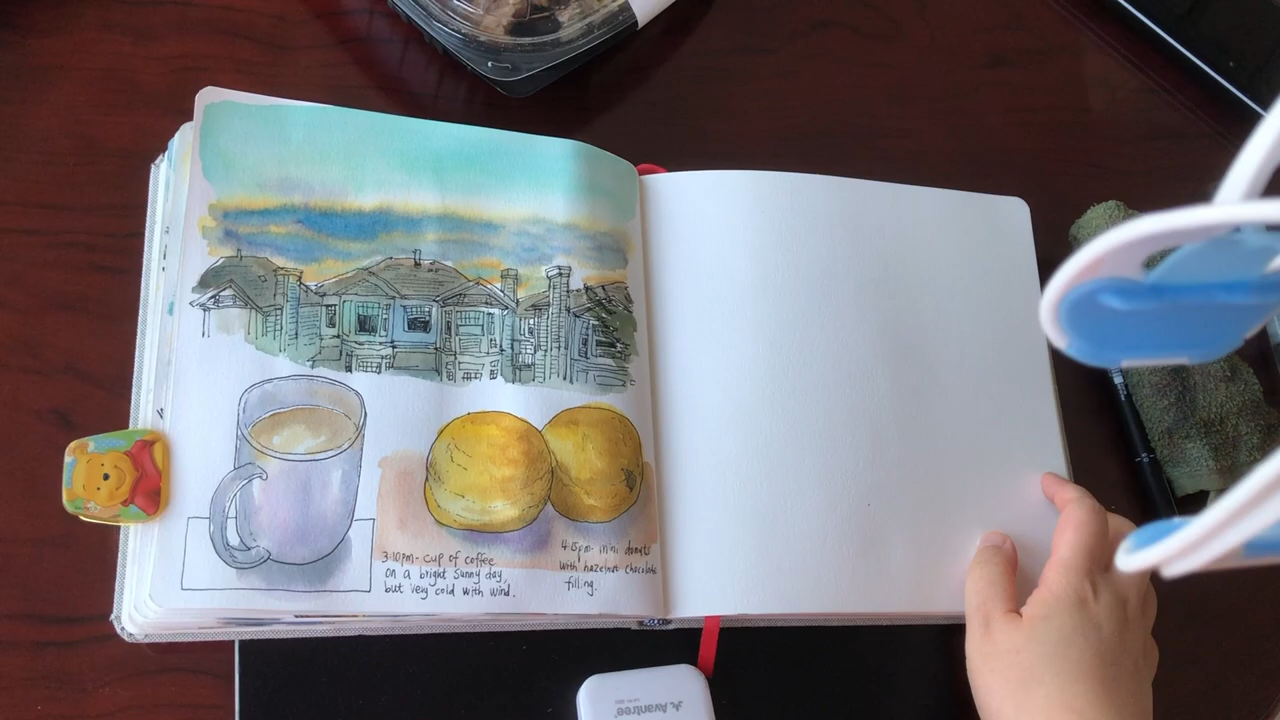 3:10pm- cup of coffee
on a bright sunny day,
but very cold with wind.
4:15pm- mini donuts
with hazelnut chocolate
filling.
Avantree